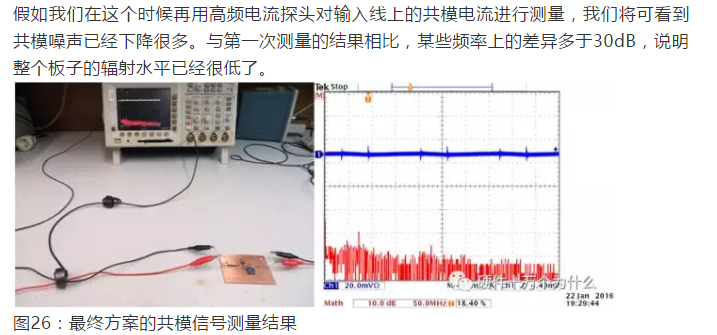 假如我们在这个时候再用高频电流探头对输入线上的共模电流进行测量，我们将可看到
共模噪声已经下降很多。与第一次测量的结果相比，某些频率上的差异多于30dB，说明
整个板子的辐射水平已经很低了。
Tek Stop
M
T
1
Ch1 20.0mVΩ
Math 10.0 dB 50.0MHz 18.40 %
硬件十万个为什么
22 Jan 2016
19:29:44
图26：最终方案的共模信号测量结果